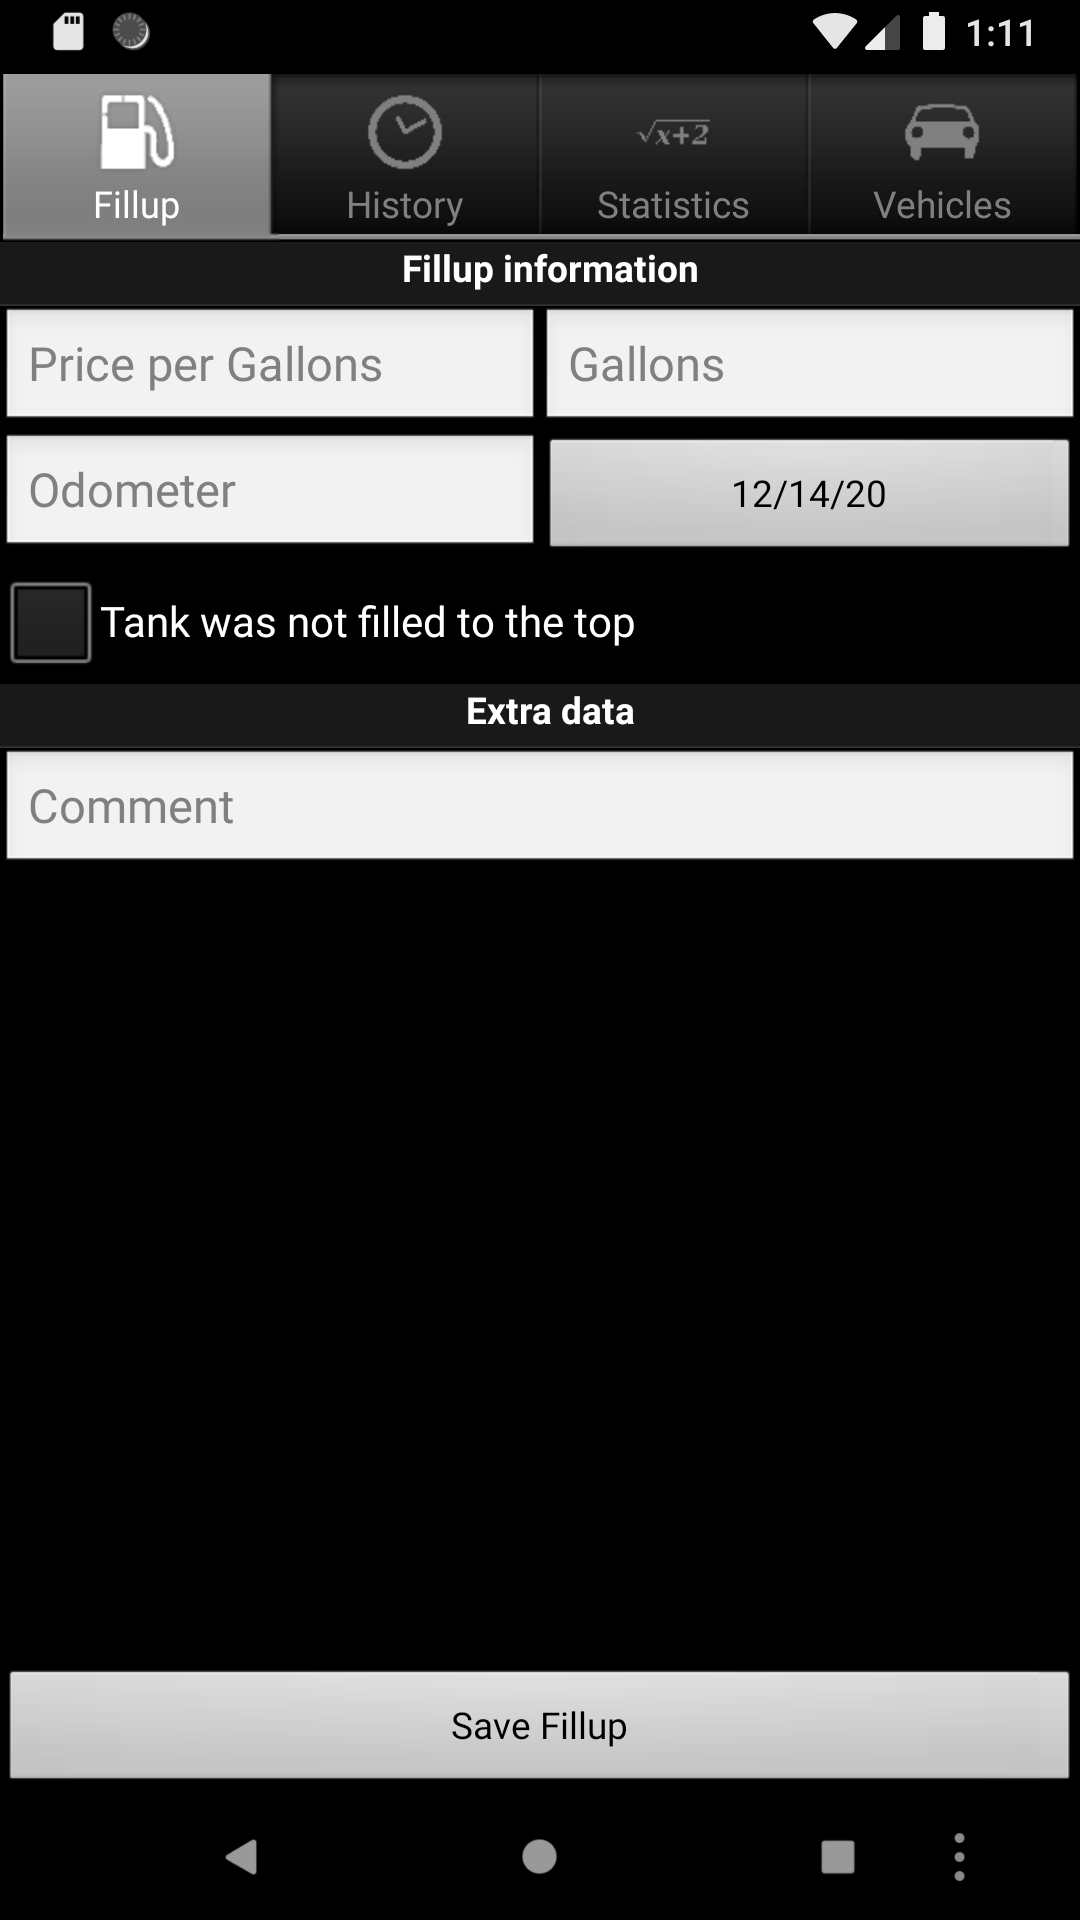 1:11
√x+2
Fillup History Statistics Vehicles
Fillup information
Price per Gallons Gallons
Odometer 12/14/20
Tank was not filled to the top
Extra data
Comment
Save Fillup